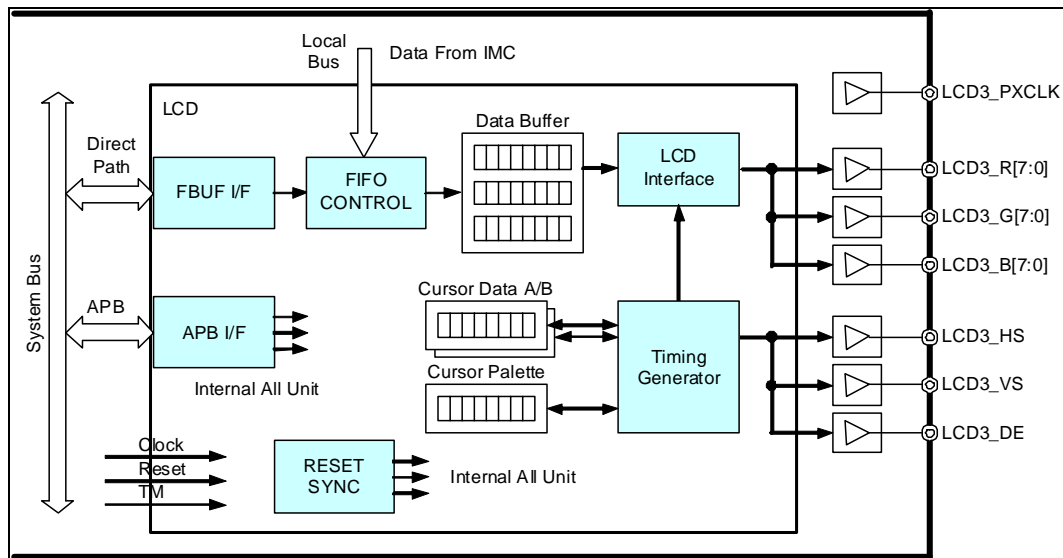 Local
Bus
Data From IMC
LCD
Direct
Path
System Bus
FBUF I/F
FIFO
CONTROL
Data Buffer
LCD
Interface
LCD3_PXCLK
LCD3_R[7:0]
LCD3_G[7:0]
LCD3_B[7:0]
APB
APB I/F
Internal All Unit
Cursor Data A/B
Cursor Palette
Timing
Generator
LCD3_HS
LCD3_VS
LCD3_DE
Clock
Reset
TM
RESET
SYNC
Internal All Unit